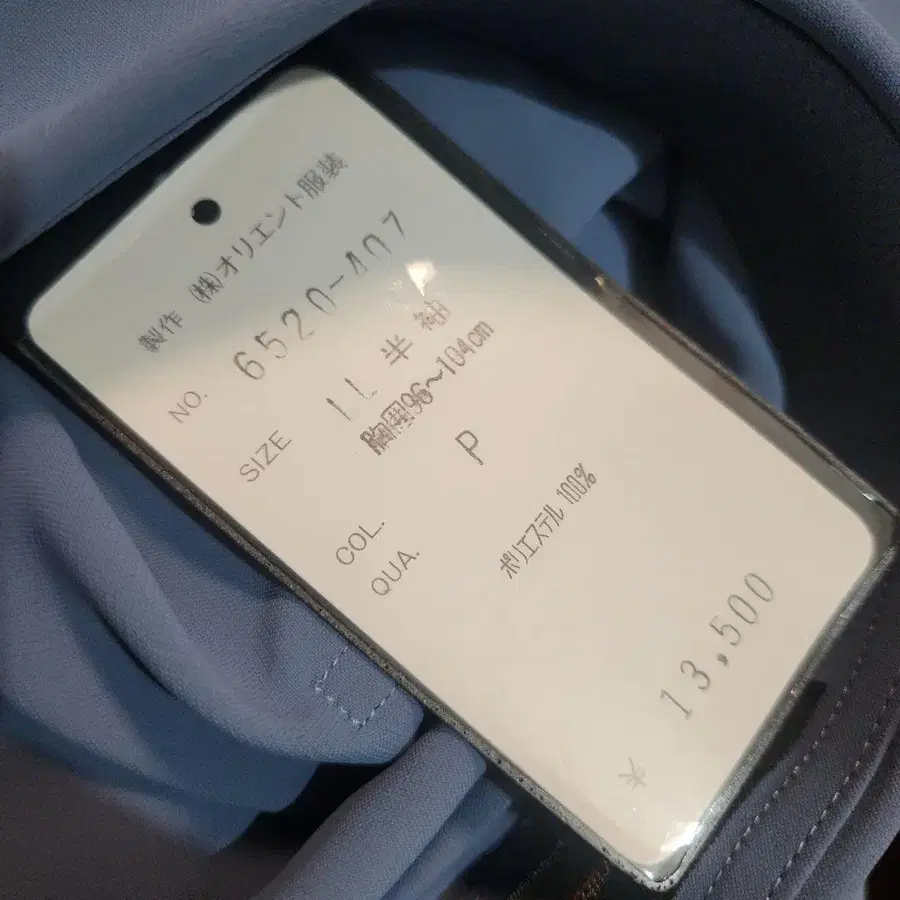 製作 ㈱オリエント服装
NO. 6520-407
SIZE LL 半袖
胸囲96～104cm
COL. P
QUA. ポリエステル 100%
¥ 13,500